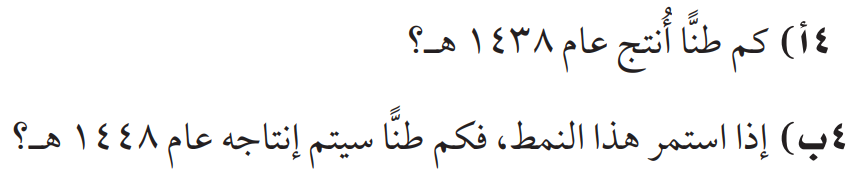 ٤أ) كم طنًّا أُنتج عام ١٤٣٨ هـ؟
٤ب) إذا استمر هذا النمط، فكم طنًّا سيتم إنتاجه عام ١٤٤٨ هـ؟